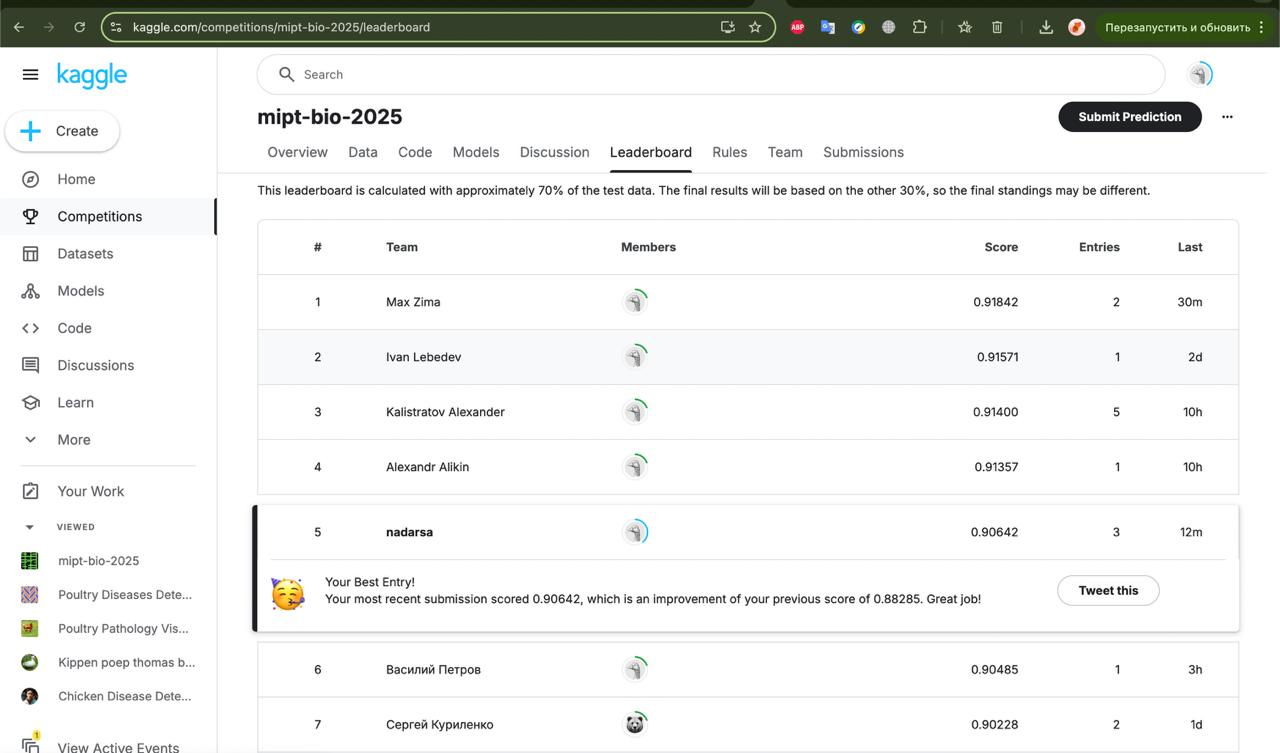 kaggle.com/competitions/mipt-bio-2025/leaderboard
ABP
Перезапустить и обновить
kaggle
Search
Create
Home
Competitions
Datasets
Models
Code
Discussions
Learn
More
Your Work
VIEWED
mipt-bio-2025
Poultry Diseases Dete...
Poultry Pathology Vis...
Kippen poep thomas b...
Chicken Disease Dete...
1
View Active Events
mipt-bio-2025
Submit Prediction
Overview Data Code Models Discussion Leaderboard Rules Team Submissions
This leaderboard is calculated with approximately 70% of the test data. The final results will be based on the other 30%, so the final standings may be different.
# Team Members Score Entries Last
1 Max Zima 0.91842 2 30m
2 Ivan Lebedev 0.91571 1 2d
3 Kalistratov Alexander 0.91400 5 10h
4 Alexandr Alikin 0.91357 1 10h
5 nadarsa 0.90642 3 12m
Your Best Entry!
Your most recent submission scored 0.90642, which is an improvement of your previous score of 0.88285. Great job!
Tweet this
6 Василий Петров 0.90485 1 3h
7 Сергей Куриленко 0.90228 2 1d